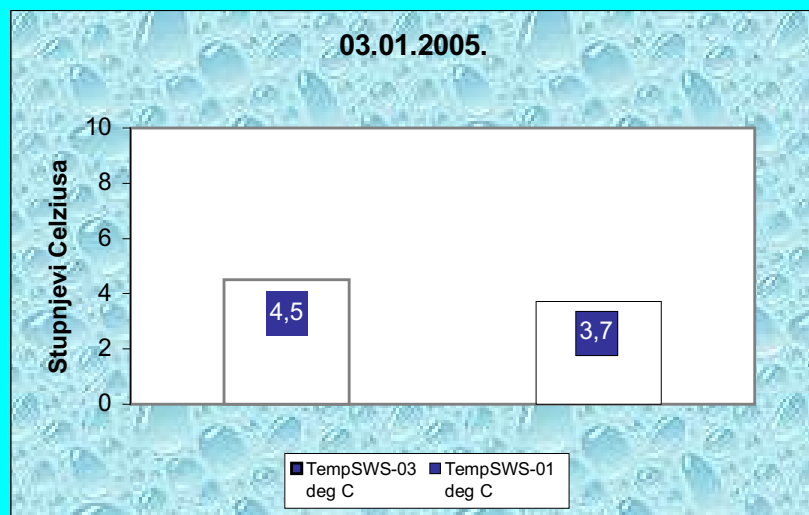 03.01.2005.
Stupnjevi Celziusa
10
8
6
4
2
0
4,5
3,7
TempSWS-03
deg C
TempSWS-01
deg C